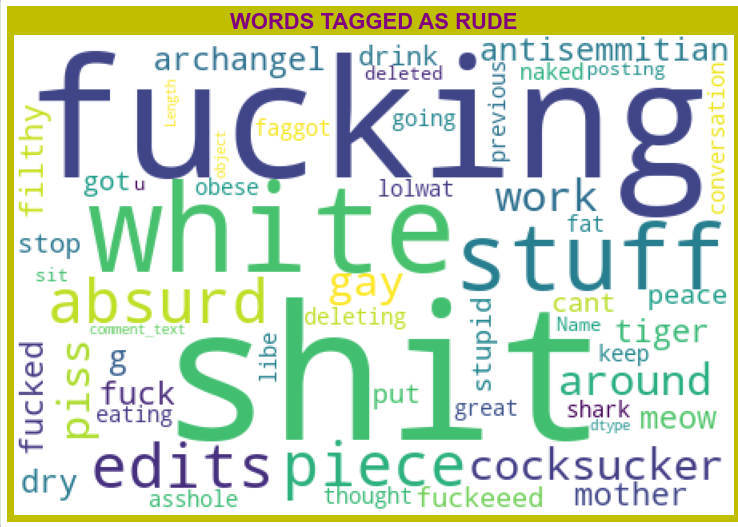 WORDS TAGGED AS RUDE
archangel drink antisemmitian
deleted naked posting
fucking
Length object faggot going previous conversation
filthy
got u obese lolwat work
white fat
stop stuff
sit absurd gay peace
comment_text deleting cant
libe stupid Name tiger
shit
fucked piss g keep
fuck put around
eating great shark meow
dtype
edits piece cocksucker
dry asshole thought fuckeeed mother